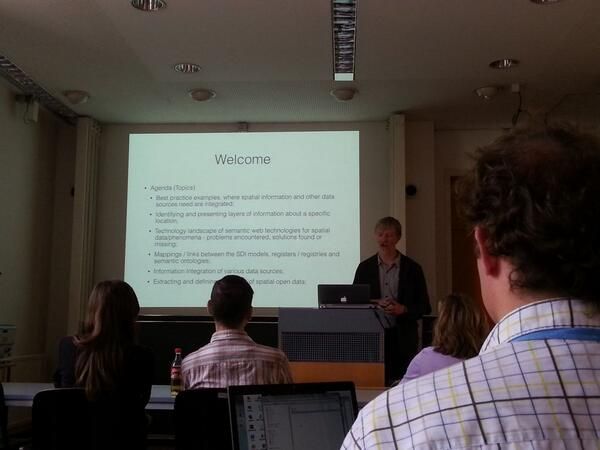 Welcome
• Agenda (Topics)
• Best practice examples, where spatial information and other data
sources need are integrated;
• Identifying and presenting layers of information about a specific
location;
• Technology landscape of semantic web technologies for spatial
data/phenomena - problems encountered, solutions found or
missing;
• Mappings / links between the SDI models, registers / registries and
semantic ontologies;
• Information Integration of various data sources;
• Extracting and defining of spatial open data;